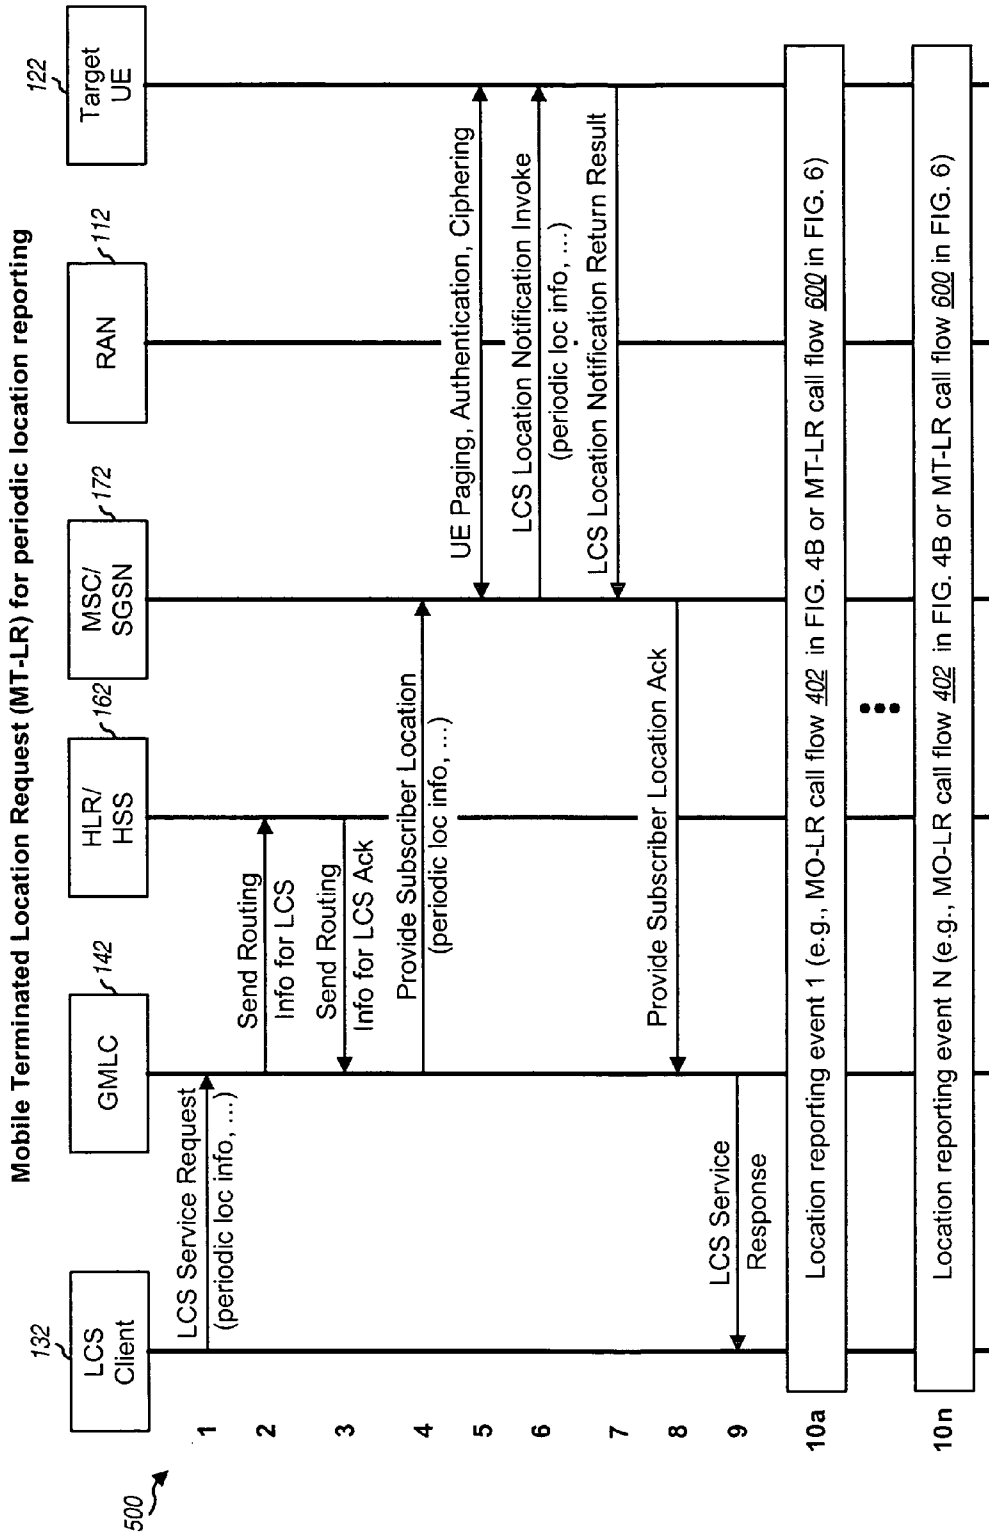 Mobile Terminated Location Request (MT-LR) for periodic location reporting
500
132
LCS
Client
142
GMLC
162
HLR/
HSS
172
MSC/
SGSN
112
RAN
122
Target
UE
1
LCS Service Request
(periodic loc info, ...)
2
Send Routing
Info for LCS
3
Send Routing
Info for LCS Ack
4
Provide Subscriber Location
(periodic loc info, ...)
5
UE Paging, Authentication, Ciphering
6
LCS Location Notification Invoke
(periodic loc info, ...)
7
LCS Location Notification Return Result
8
Provide Subscriber Location Ack
9
LCS Service
Response
10a
Location reporting event 1 (e.g., MO-LR call flow 402 in FIG. 4B or MT-LR call flow 600 in FIG. 6)
10n
Location reporting event N (e.g., MO-LR call flow 402 in FIG. 4B or MT-LR call flow 600 in FIG. 6)